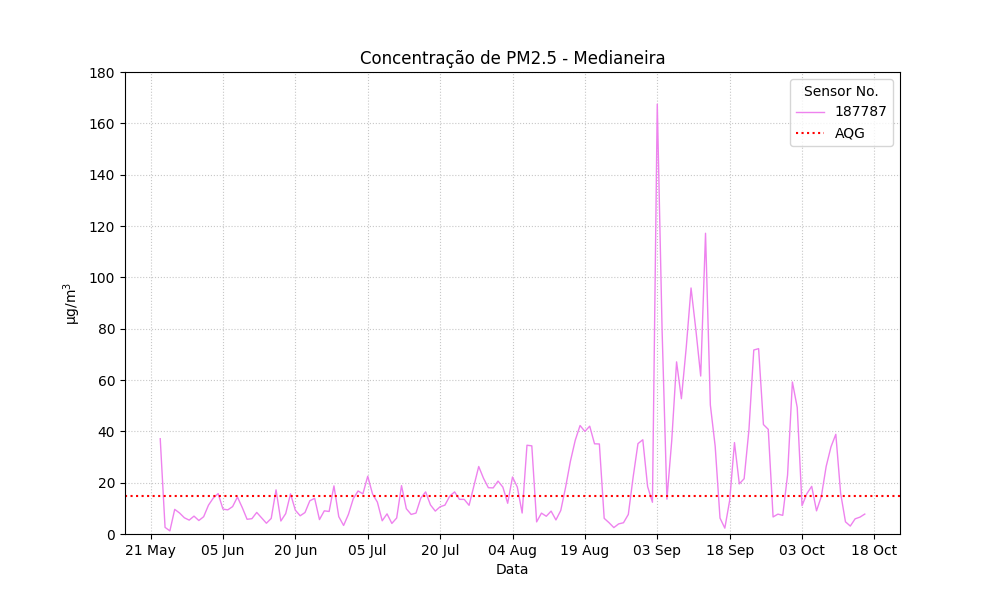 Concentração de PM2.5 - Medianeira
Sensor No.
187787
AQG
180
160
140
120
100
80
60
40
20
0
µg/m³
21 May
05 Jun
20 Jun
05 Jul
20 Jul
04 Aug
19 Aug
03 Sep
18 Sep
03 Oct
18 Oct
Data